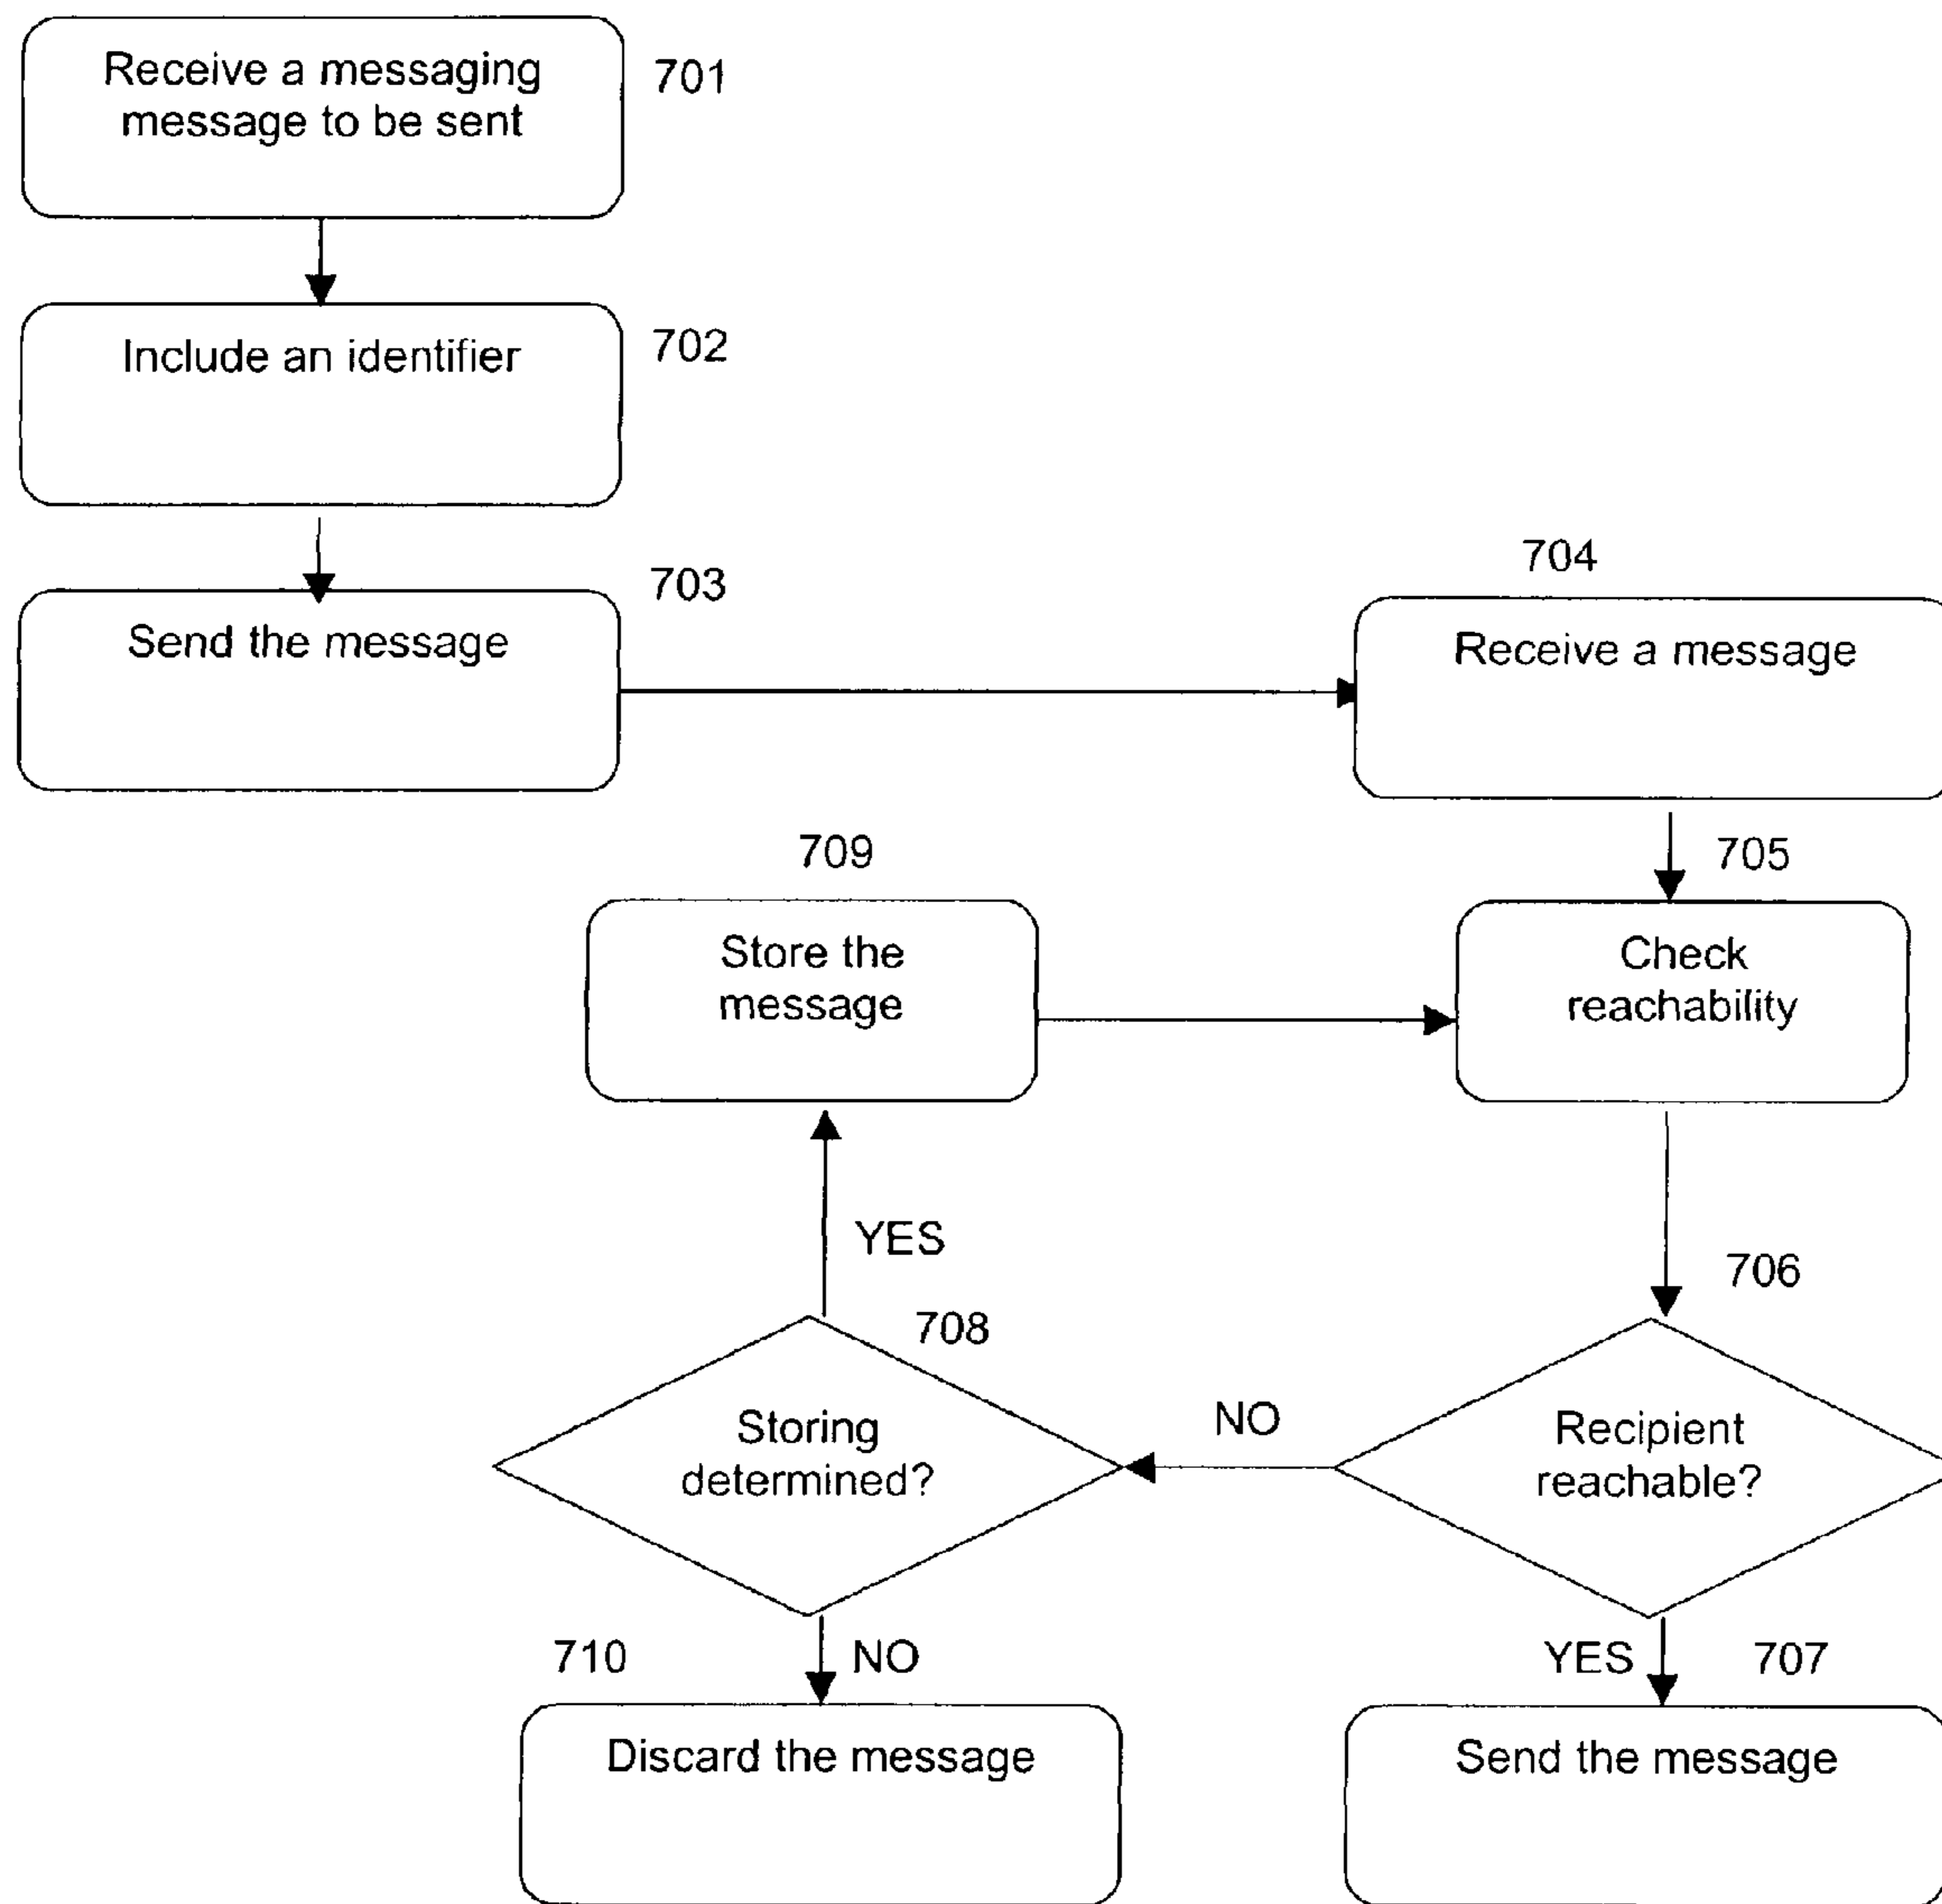 Receive a messaging
message to be sent
701
Include an identifier
702
703
Send the message
704
Receive a message
709
705
Store the
message
Check
reachability
YES
706
708
Storing
determined?
NO
Recipient
reachable?
710
NO
YES
707
Discard the message
Send the message